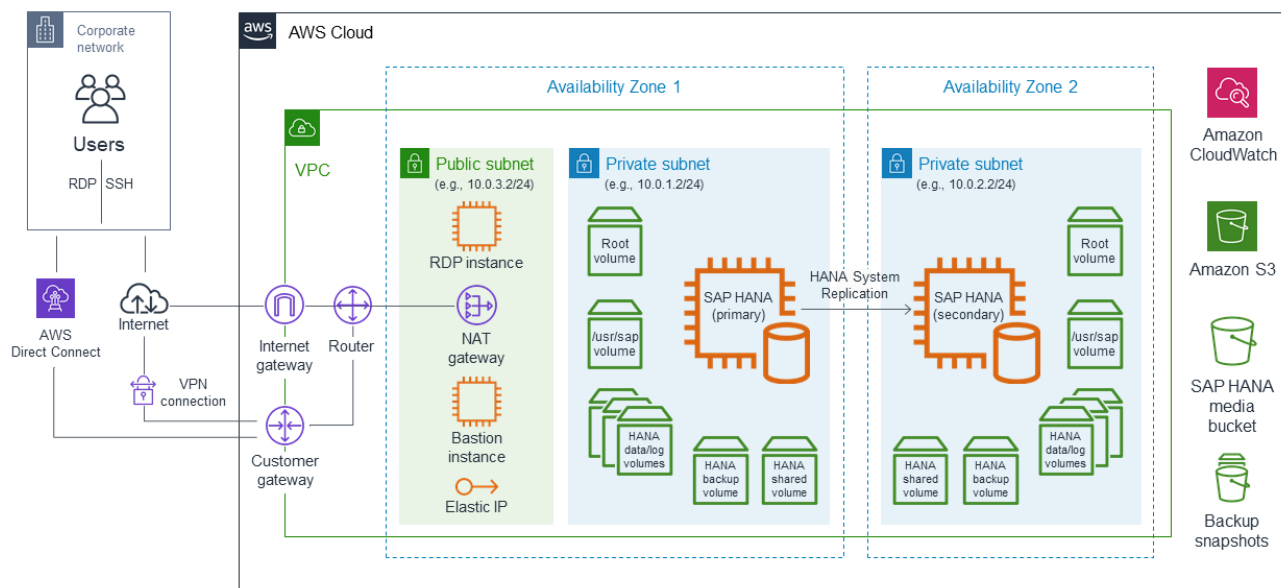 Corporate
network
Users
RDP
SSH
AWS
Direct Connect
Internet
VPN
connection
aws
AWS Cloud
VPC
Internet
gateway
Router
Customer
gateway
Availability Zone 1
Public subnet
(e.g., 10.0.3.2/24)
RDP instance
NAT
gateway
Bastion
instance
Elastic IP
Private subnet
(e.g., 10.0.1.2/24)
Root
volume
/usr/sap
volume
HANA
data/log
volumes
HANA
backup
volume
HANA
shared
volume
SAP HANA
(primary)
HANA System
Replication
Availability Zone 2
Private subnet
(e.g., 10.0.2.2/24)
SAP HANA
(secondary)
Root
volume
/usr/sap
volume
HANA
data/log
volumes
HANA
shared
volume
HANA
backup
volume
Amazon
CloudWatch
Amazon S3
SAP HANA
media
bucket
Backup
snapshots